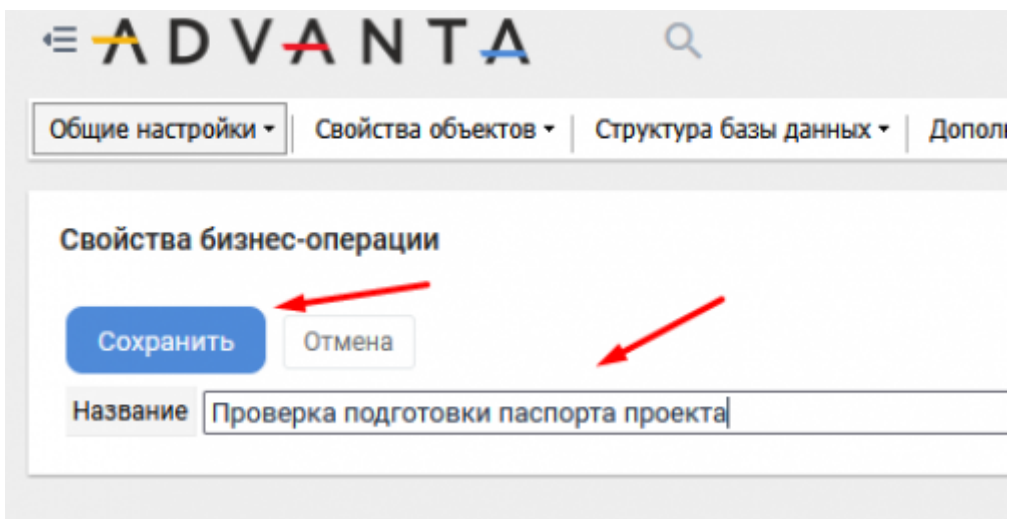 ADVANTA
Общие настройки Свойства объектов Структура базы данных
Свойства бизнес-операции
Сохранить Отмена
Название Проверка подготовки паспорта проекта